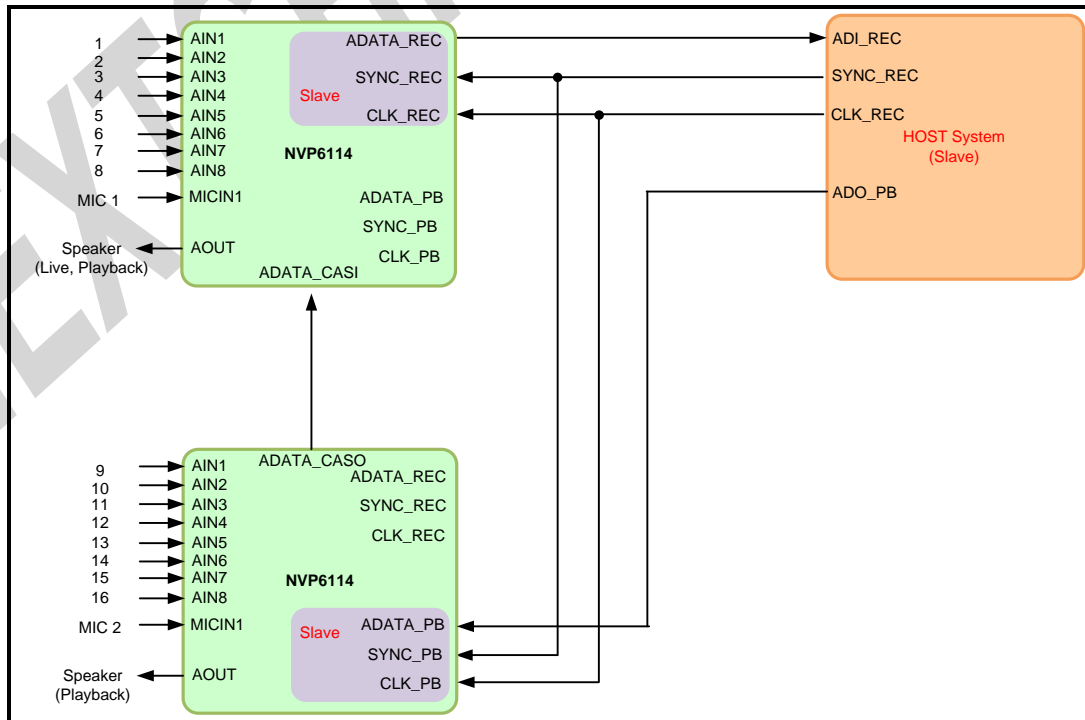 1
AIN1
2
AIN2
3
AIN3
4
AIN4
5
AIN5
6
AIN6
7
AIN7
8
AIN8
MIC 1
MICIN1
Speaker
(Live, Playback)
AOUT
ADATA_REC
SYNC_REC
Slave
CLK_REC
NVP6114
ADATA_PB
SYNC_PB
CLK_PB
ADATA_CASI
ADI_REC
SYNC_REC
CLK_REC
HOST System
(Slave)
ADO_PB
ADATA_CASO
9
AIN1
10
AIN2
11
AIN3
12
AIN4
13
AIN5
14
AIN6
15
AIN7
16
AIN8
MIC 2
MICIN1
Speaker
(Playback)
AOUT
ADATA_REC
SYNC_REC
CLK_REC
NVP6114
Slave
ADATA_PB
SYNC_PB
CLK_PB